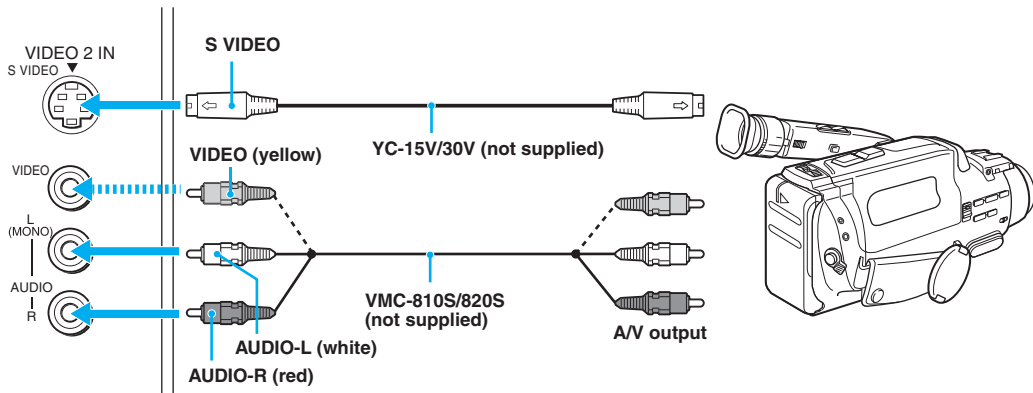 VIDEO 2 IN
S VIDEO
VIDEO
L
(MONO)
AUDIO
R
S VIDEO
YC-15V/30V (not supplied)
VIDEO (yellow)
VMC-810S/820S
(not supplied)
AUDIO-L (white)
AUDIO-R (red)
A/V output